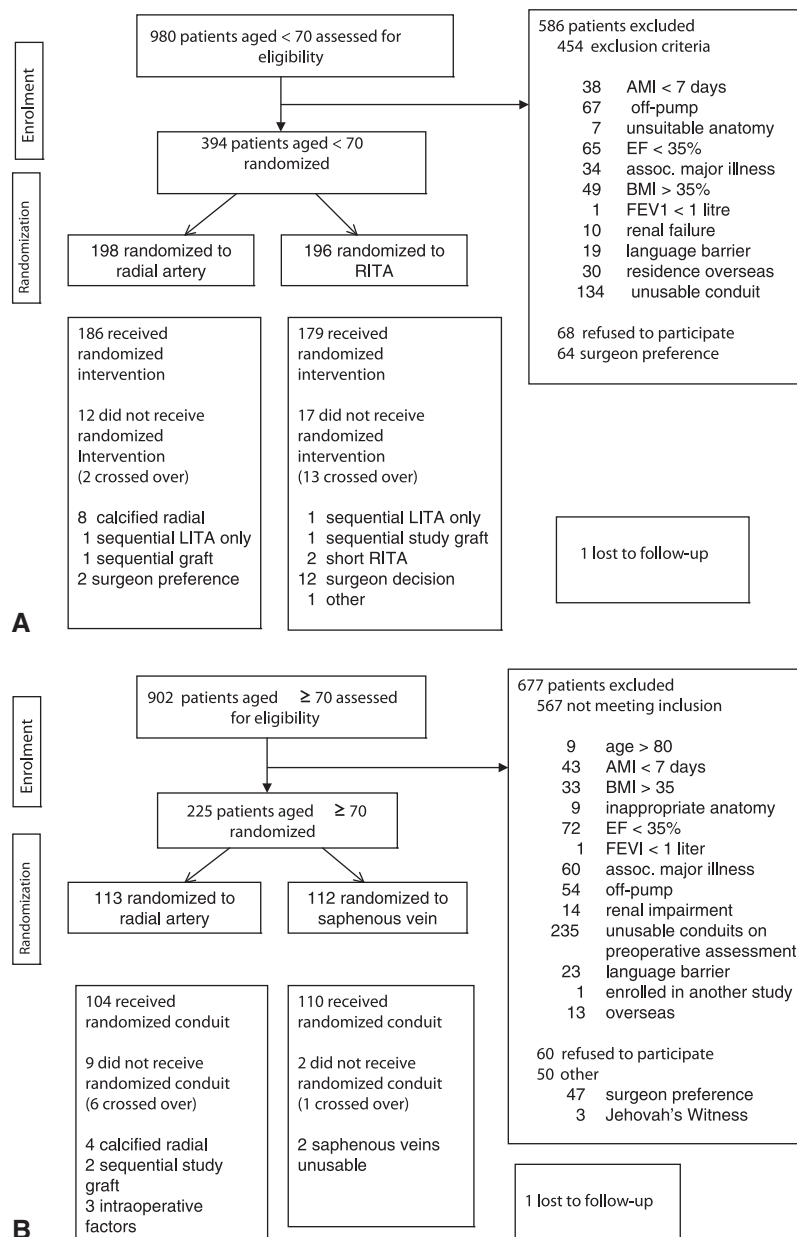 980 patients aged < 70 assessed for
eligibility
586 patients excluded
454 exclusion criteria
38 AMI < 7 days
67 off-pump
7 unsuitable anatomy
65 EF < 35%
34 assoc. major illness
49 BMI > 35%
1 FEV1 < 1 litre
10 renal failure
19 language barrier
30 residence overseas
134 unusable conduit
68 refused to participate
64 surgeon preference
Enrolment
394 patients aged < 70
randomized
Randomization
198 randomized to
radial artery
196 randomized to
RITA
186 received
randomized
intervention
12 did not receive
randomized
Intervention
(2 crossed over)
8 calcified radial
1 sequential LITA only
1 sequential graft
2 surgeon preference
179 received
randomized
intervention
17 did not receive
randomized
intervention
(13 crossed over)
1 sequential LITA only
1 sequential study graft
2 short RITA
12 surgeon decision
1 other
1 lost to follow-up
A
902 patients aged ≥ 70 assessed
for eligibility
677 patients excluded
567 not meeting inclusion
9 age > 80
43 AMI < 7 days
33 BMI > 35
9 inappropriate anatomy
72 EF < 35%
1 FEVI < 1 liter
60 assoc. major illness
54 off-pump
14 renal impairment
235 unusable conduits on
preoperative assessment
23 language barrier
1 enrolled in another study
13 overseas
60 refused to participate
50 other
47 surgeon preference
3 Jehovah's Witness
Enrolment
225 patients aged ≥ 70
randomized
Randomization
113 randomized to
radial artery
112 randomized to
saphenous vein
104 received
randomized conduit
9 did not receive
randomized conduit
(6 crossed over)
4 calcified radial
2 sequential study
graft
3 intraoperative
factors
110 received
randomized conduit
2 did not receive
randomized conduit
(1 crossed over)
2 saphenous veins
unusable
1 lost to follow-up
B